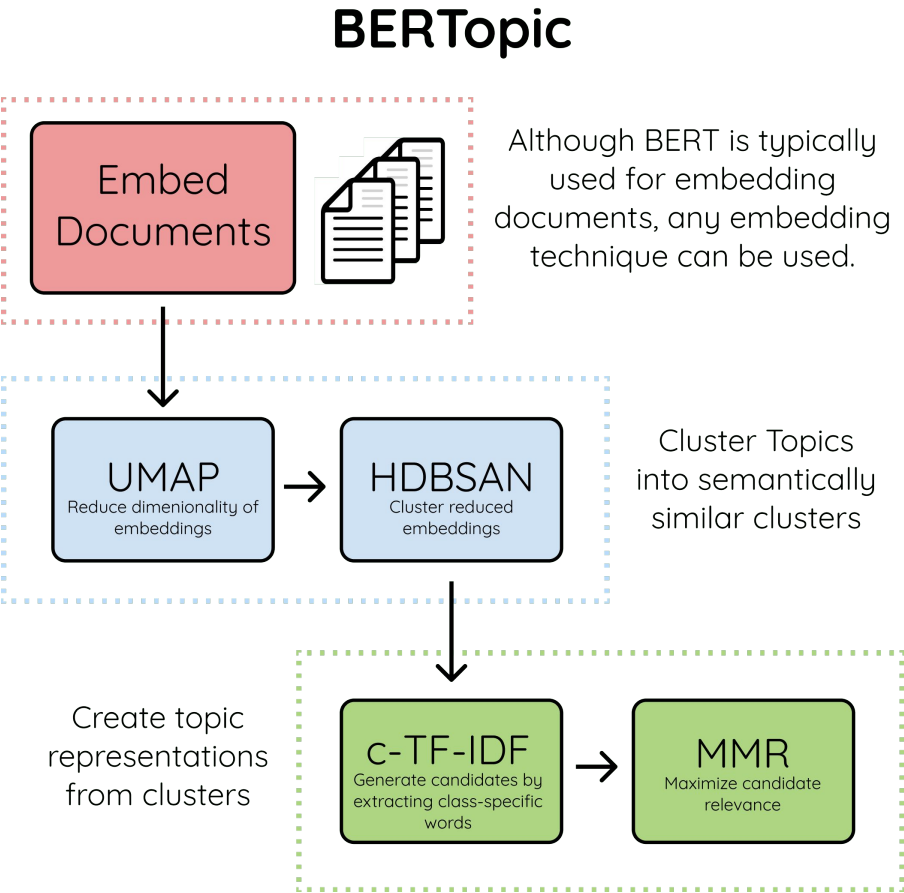 BERTopic
Embed
Documents
Although BERT is typically
used for embedding
documents, any embedding
technique can be used.
UMAP
Reduce dimenionality of
embeddings
HDBSAN
Cluster reduced
embeddings
Cluster Topics
into semantically
similar clusters
Create topic
representations
from clusters
c-TF-IDF
Generate candidates by
extracting class-specific
words
MMR
Maximize candidate
relevance